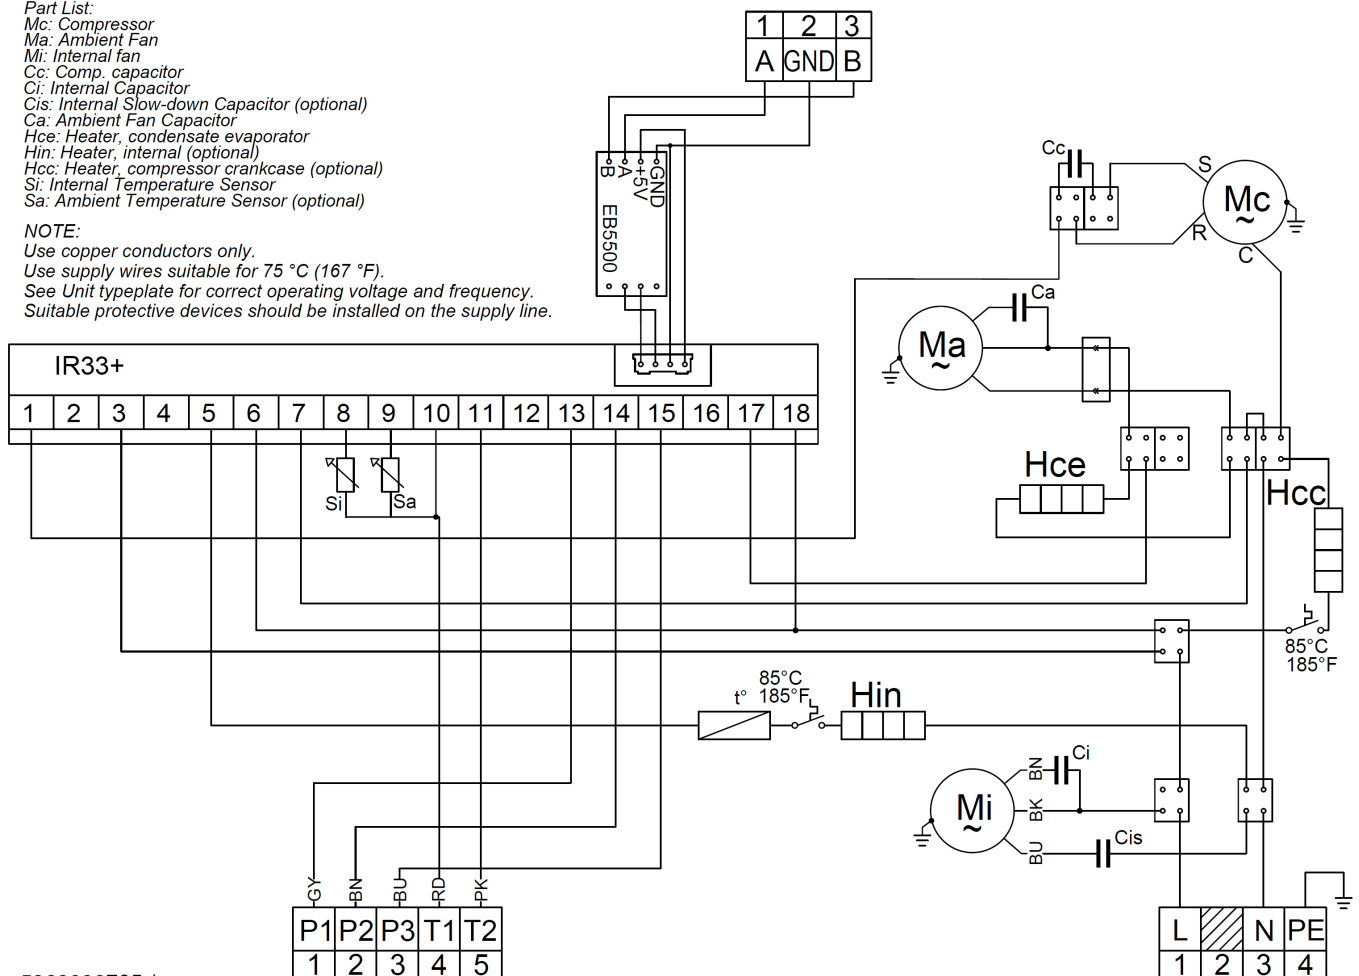 Part List:
Mc: Compressor
Ma: Ambient Fan
Mi: Internal fan
Cc: Comp. capacitor
Ci: Internal Capacitor
Cis: Internal Slow-down Capacitor (optional)
Ca: Ambient Fan Capacitor
Hce: Heater, condensate evaporator
Hin: Heater, internal (optional)
Hcc: Heater, compressor crankcase (optional)
Si: Internal Temperature Sensor
Sa: Ambient Temperature Sensor (optional)
NOTE:
Use copper conductors only.
Use supply wires suitable for 75 °C (167 °F).
See Unit typeplate for correct operating voltage and frequency.
Suitable protective devices should be installed on the supply line.
1 2 3
A GND B
B A +5V GND
EB5500
Cc
S
Mc
~
R
C
Ca
Ma
~
IR33+
1 2 3 4 5 6 7 8 9 10 11 12 13 14 15 16 17 18
Si
Sa
Hce
Hcc
85°C
185°F
t°
85°C
185°F
Hin
BN
Ci
Mi
~
BK
BU
Cis
GY BN BU RD PK
P1 P2 P3 T1 T2
1 2 3 4 5
L N PE
1 2 3 4